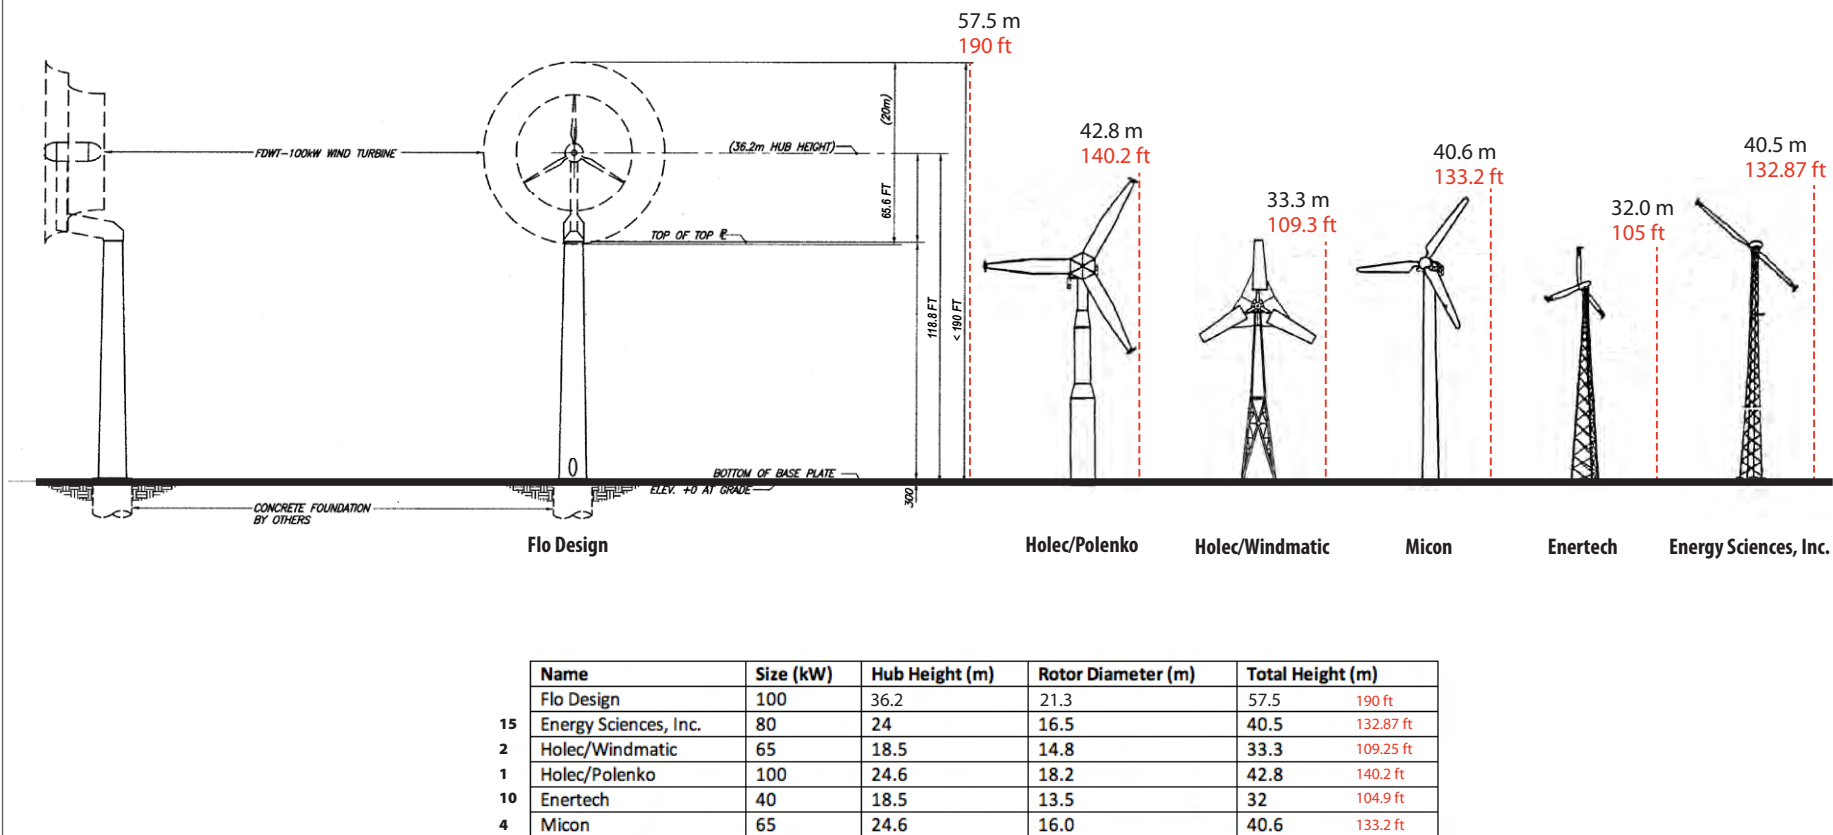 57.5 m
190 ft
42.8 m
140.2 ft
33.3 m
109.3 ft
40.6 m
133.2 ft
32.0 m
105 ft
40.5 m
132.87 ft
(20m)
65.6 FT
118.8 FT
< 190 FT
300
FDWT-100kW WIND TURBINE
(36.2m HUB HEIGHT)
TOP OF TOP ℄
BOTTOM OF BASE PLATE
ELEV. +0 AT GRADE
CONCRETE FOUNDATION
BY OTHERS
Flo Design
Holec/Polenko
Holec/Windmatic
Micon
Enertech
Energy Sciences, Inc.
Name Size (kW) Hub Height (m) Rotor Diameter (m) Total Height (m)
Flo Design 100 36.2 21.3 57.5 190 ft
15 Energy Sciences, Inc. 80 24 16.5 40.5 132.87 ft
2 Holec/Windmatic 65 18.5 14.8 33.3 109.25 ft
1 Holec/Polenko 100 24.6 18.2 42.8 140.2 ft
10 Enertech 40 18.5 13.5 32 104.9 ft
4 Micon 65 24.6 16.0 40.6 133.2 ft